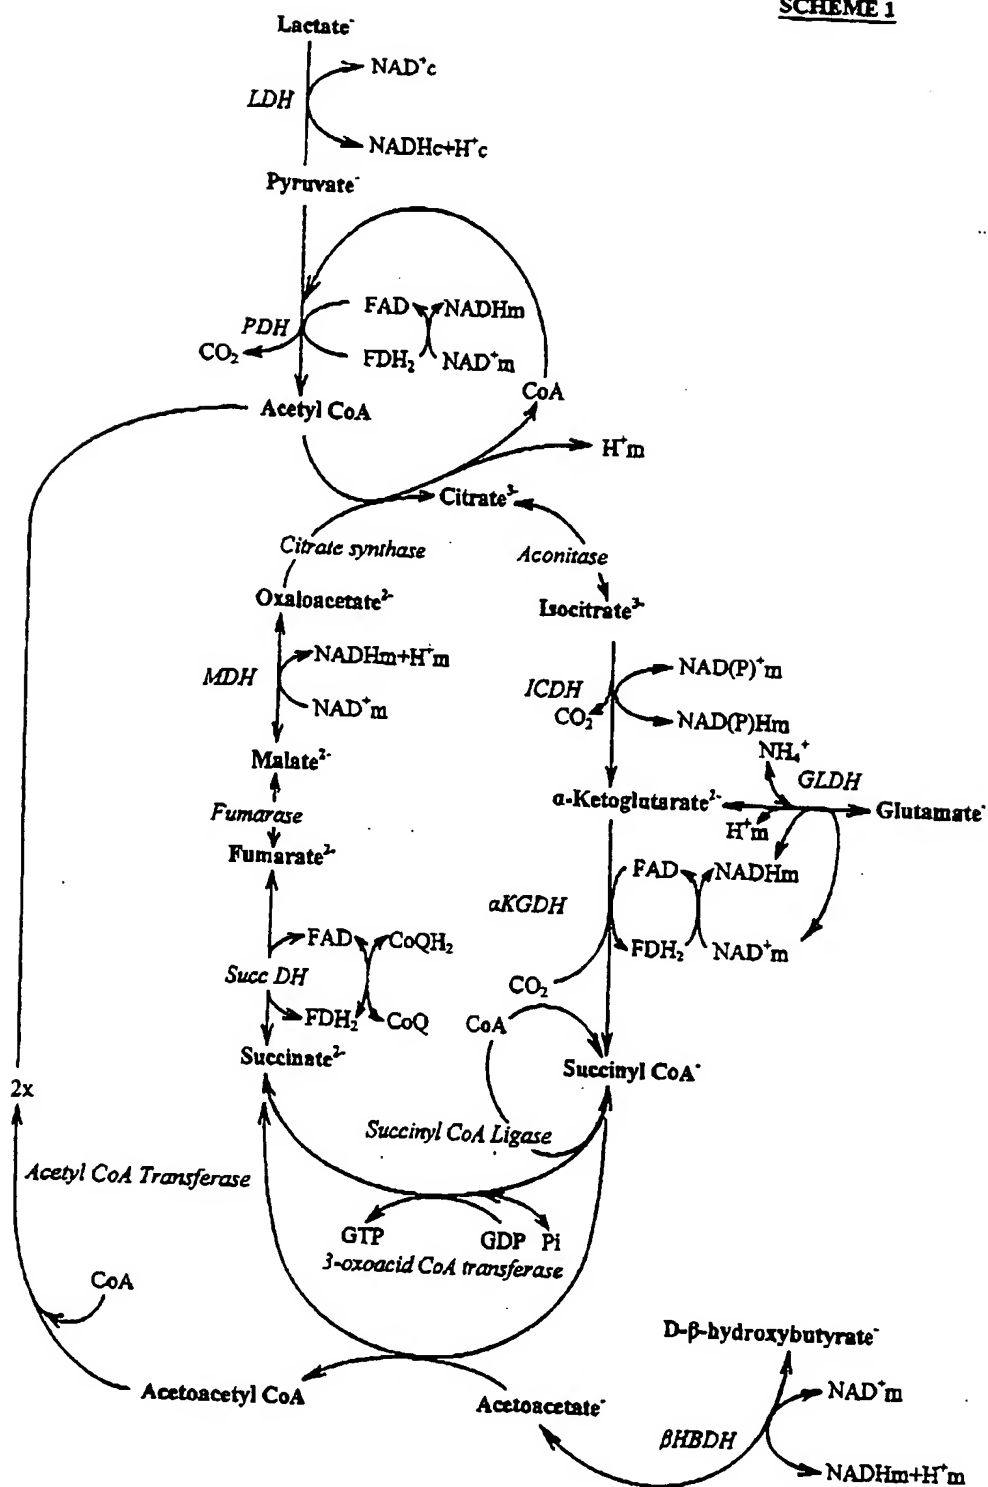 SCHEME 1
Lactate⁻
NAD⁺c
LDH
NADHc+H⁺c
Pyruvate⁻
FAD NADHm
PDH
CO₂
FDH₂ NAD⁺m
CoA
Acetyl CoA
H⁺m
Citrate³⁻
Citrate synthase
Aconitase
Oxaloacetate²⁻
Isocitrate³⁻
NADHm+H⁺m
MDH
NAD⁺m
NAD(P)⁺m
ICDH
CO₂
NAD(P)Hm
Malate²⁻
NH₄⁺
GLDH
α-Ketoglutarate²⁻
Glutamate⁻
H⁺m
Fumarase
Fumarate²⁻
FAD NADHm
αKGDH
FDH₂ NAD⁺m
CO₂
FAD CoQH₂
Succ DH
FDH₂ CoQ
CoA
Succinate²⁻
Succinyl CoA⁻
2x
Succinyl CoA Ligase
Acetyl CoA Transferase
GTP GDP Pi
3-oxoacid CoA transferase
CoA
D-β-hydroxybutyrate⁻
Acetoacetyl CoA
Acetoacetate⁻
NAD⁺m
βHBDH
NADHm+H⁺m